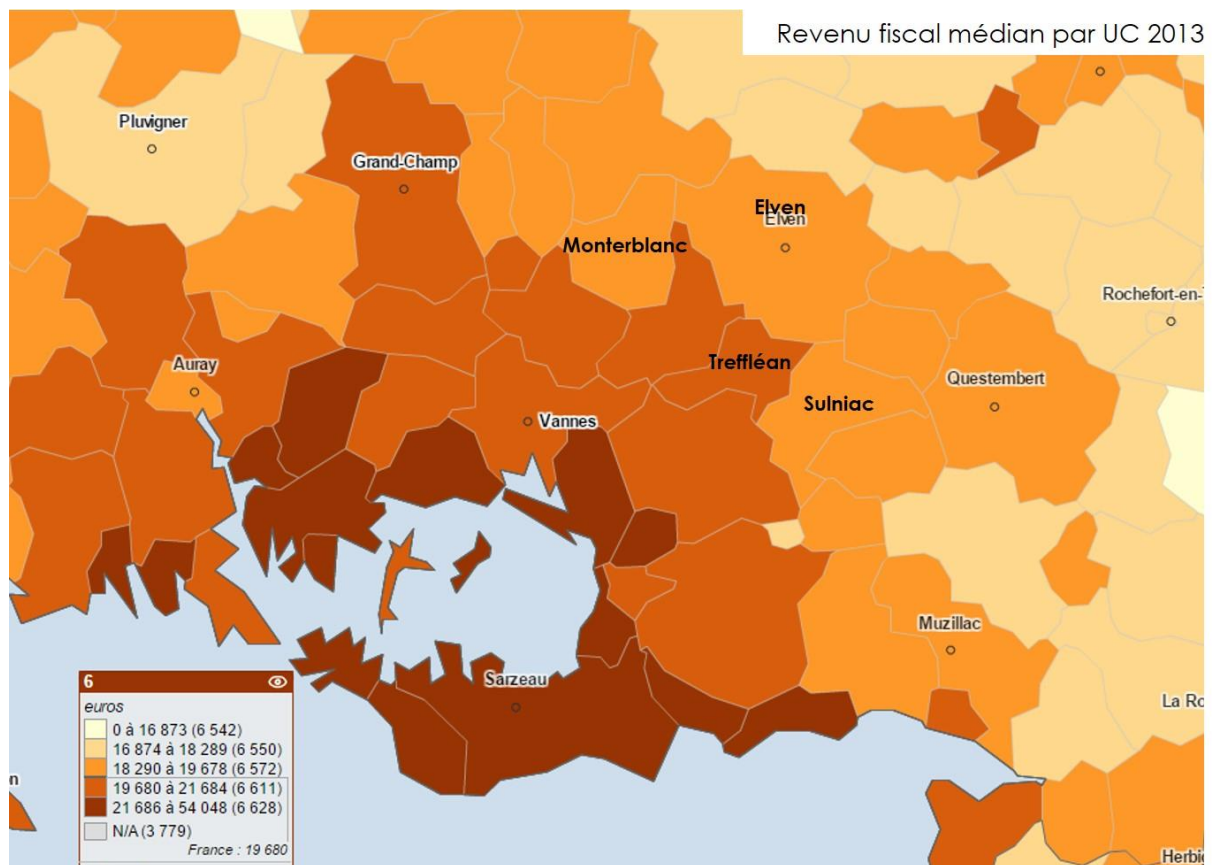 Revenu fiscal médian par UC 2013
Pluvigner
Grand-Champ
Elven
Elven
Monterblanc
Rochefort-en-
Auray
Treffléan
Questembert
Sulniac
Vannes
Muzillac
Sarzeau
6
euros
La Ro
0 à 16 873 (6 542)
16 874 à 18 289 (6 550)
18 290 à 19 678 (6 572)
19 680 à 21 684 (6 611)
21 686 à 54 048 (6 628)
N/A (3 779)
France : 19 680
on
Herbi